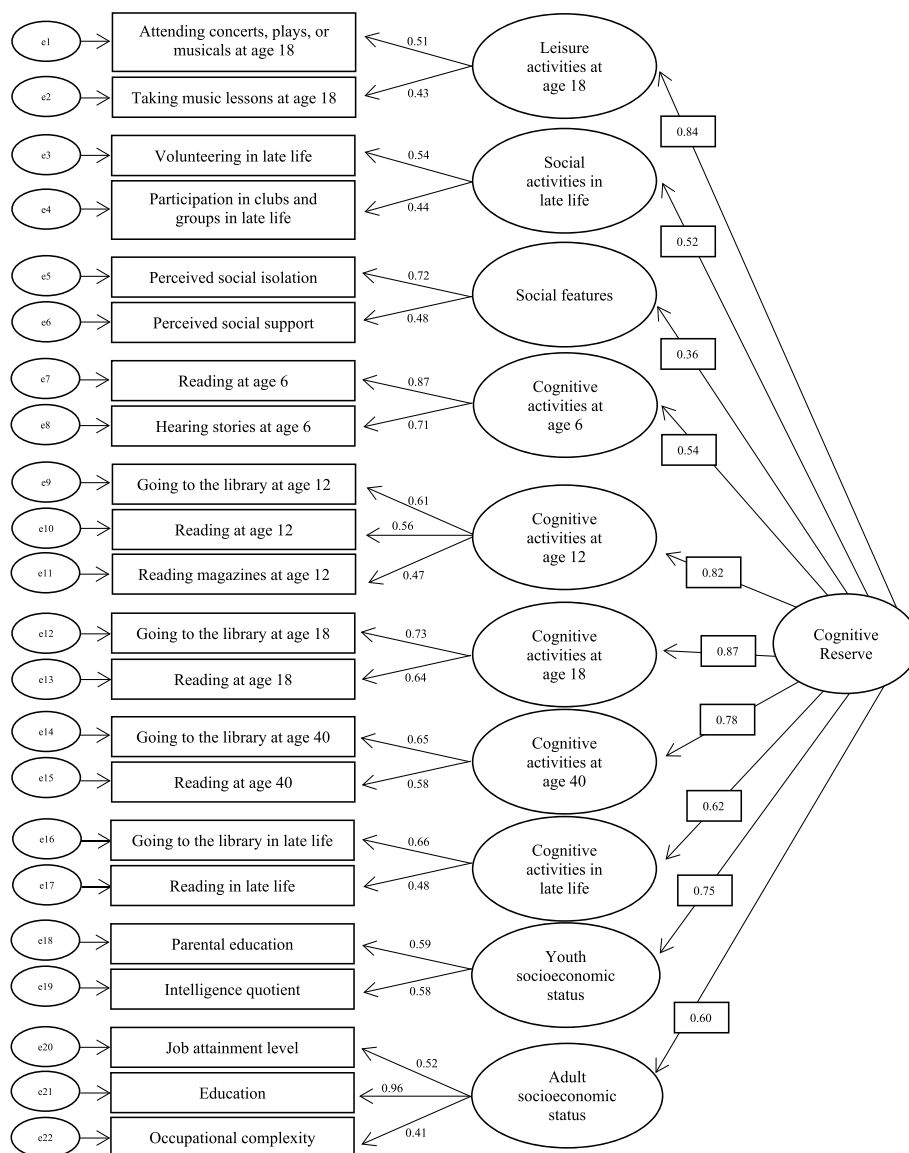 e1
Attending concerts, plays, or
musicals at age 18
0.51
Leisure
activities at
age 18
e2
Taking music lessons at age 18
0.43
0.84
e3
Volunteering in late life
0.54
Social
activities in
late life
e4
Participation in clubs and
groups in late life
0.44
0.52
e5
Perceived social isolation
0.72
Social features
e6
Perceived social support
0.48
0.36
e7
Reading at age 6
0.87
Cognitive
activities at
age 6
e8
Hearing stories at age 6
0.71
0.54
e9
Going to the library at age 12
0.61
e10
Reading at age 12
0.56
Cognitive
activities at
age 12
e11
Reading magazines at age 12
0.47
0.82
e12
Going to the library at age 18
0.73
Cognitive
activities at
age 18
0.87
Cognitive
Reserve
e13
Reading at age 18
0.64
e14
Going to the library at age 40
0.65
Cognitive
activities at
age 40
0.78
e15
Reading at age 40
0.58
e16
Going to the library in late life
0.66
Cognitive
activities in
late life
0.62
e17
Reading in late life
0.48
0.75
e18
Parental education
0.59
Youth
socioeconomic
status
e19
Intelligence quotient
0.58
0.60
e20
Job attainment level
0.52
e21
Education
0.96
Adult
socioeconomic
status
e22
Occupational complexity
0.41